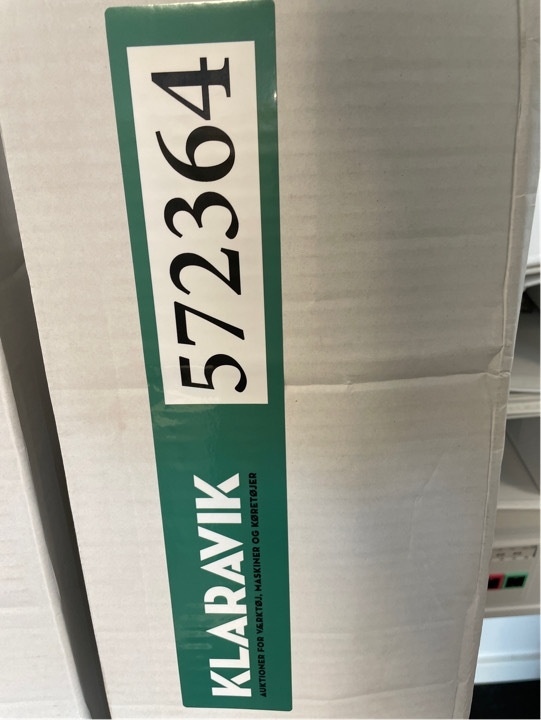 KLARAVIK
AUKTIONER FOR VÆRKTØJ, MASKINER OG KØRETØJER
572364